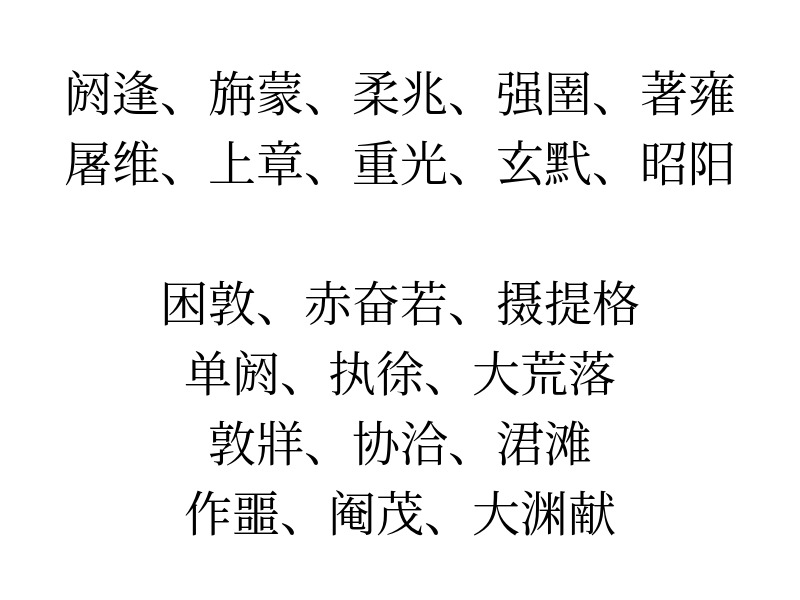 阏逢、旃蒙、柔兆、强圉、著雍
屠维、上章、重光、玄黓、昭阳
困敦、赤奋若、摄提格
单阏、执徐、大荒落
敦牂、协洽、涒滩
作噩、阉茂、大渊献